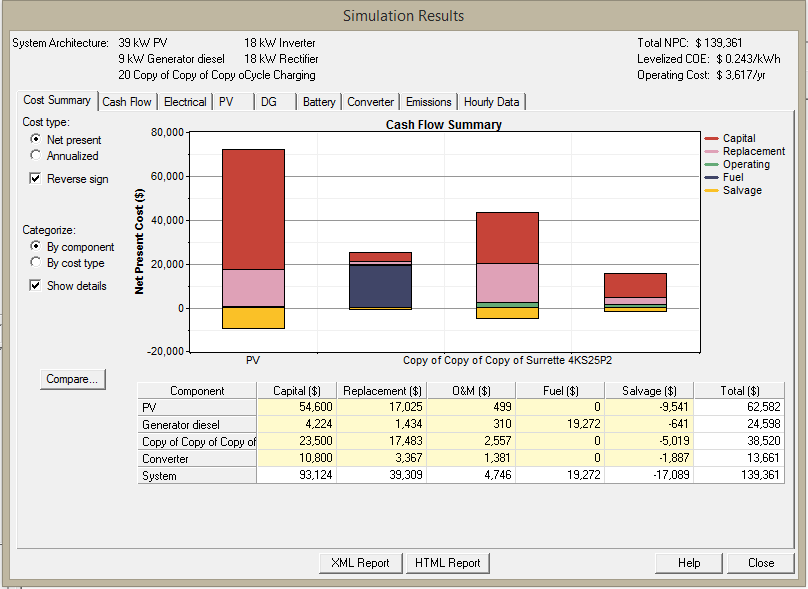 Simulation Results
System Architecture: 39 kW PV 18 kW Inverter
9 kW Generator diesel 18 kW Rectifier
20 Copy of Copy of Copy oCycle Charging
Total NPC: $ 139,361
Levelized COE: $ 0.243/kWh
Operating Cost: $ 3,617/yr
Cost Summary Cash Flow Electrical PV DG Battery Converter Emissions Hourly Data
Cost type:
Net present
Annualized
Reverse sign
Categorize:
By component
By cost type
Show details
Compare...
Cash Flow Summary
Net Present Cost ($)
80,000
60,000
40,000
20,000
0
-20,000
PV Copy of Copy of Copy of Surrette 4KS25P2
Capital
Replacement
Operating
Fuel
Salvage
Component Capital ($) Replacement ($) O&M ($) Fuel ($) Salvage ($) Total ($)
PV 54,600 17,025 499 0 -9,541 62,582
Generator diesel 4,224 1,434 310 19,272 -641 24,598
Copy of Copy of Copy of 23,500 17,483 2,557 0 -5,019 38,520
Converter 10,800 3,367 1,381 0 -1,887 13,661
System 93,124 39,309 4,746 19,272 -17,089 139,361
XML Report HTML Report Help Close